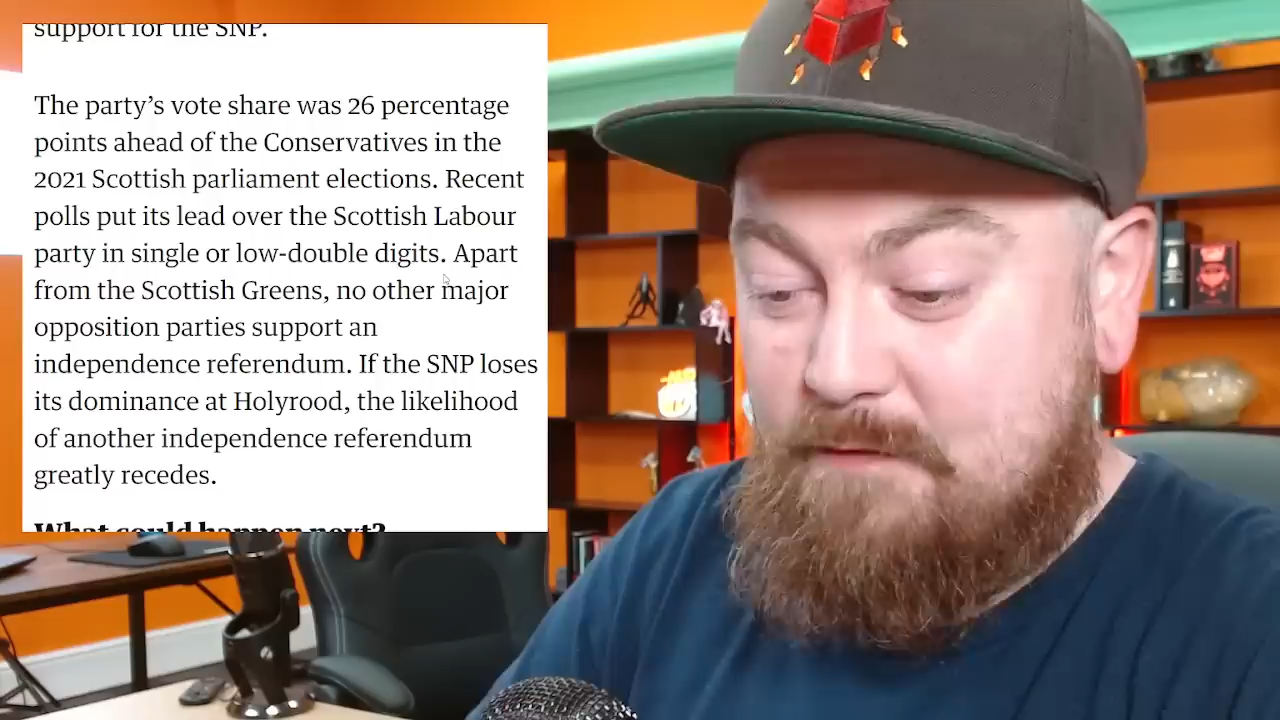 support for the SNP.
The party’s vote share was 26 percentage
points ahead of the Conservatives in the
2021 Scottish parliament elections. Recent
polls put its lead over the Scottish Labour
party in single or low-double digits. Apart
from the Scottish Greens, no other major
opposition parties support an
independence referendum. If the SNP loses
its dominance at Holyrood, the likelihood
of another independence referendum
greatly recedes.
What could happen next?